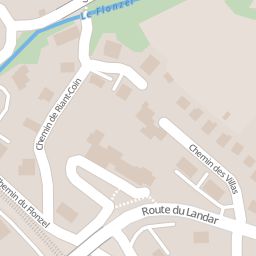 Le Flonzel
Chemin de Riant-Coin
Chemin des Villas
Chemin du Flonzel
Route du Landar